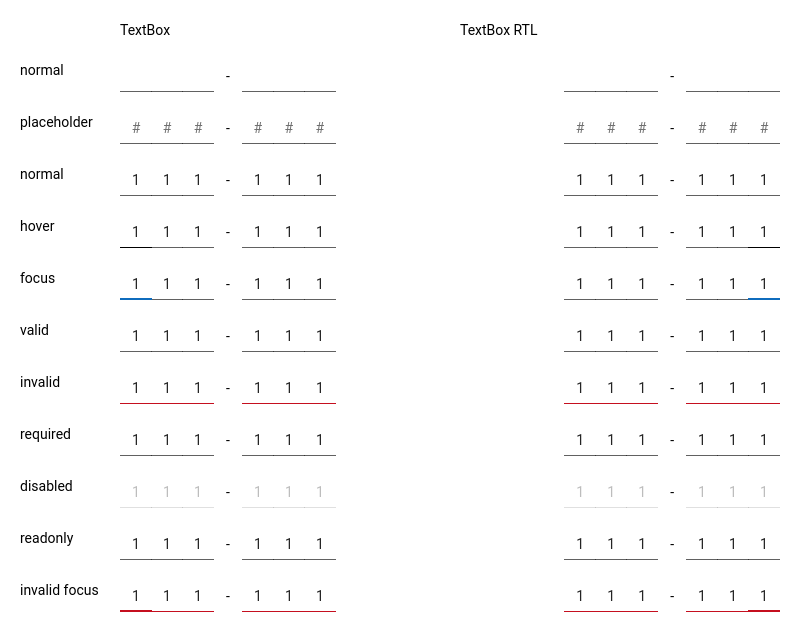 TextBox TextBox RTL
normal - -
placeholder # # # - # # # # # # - # # #
normal 1 1 1 - 1 1 1 1 1 1 - 1 1 1
hover 1 1 1 - 1 1 1 1 1 1 - 1 1 1
focus 1 1 1 - 1 1 1 1 1 1 - 1 1 1
valid 1 1 1 - 1 1 1 1 1 1 - 1 1 1
invalid 1 1 1 - 1 1 1 1 1 1 - 1 1 1
required 1 1 1 - 1 1 1 1 1 1 - 1 1 1
disabled 1 1 1 - 1 1 1 1 1 1 - 1 1 1
readonly 1 1 1 - 1 1 1 1 1 1 - 1 1 1
invalid focus 1 1 1 - 1 1 1 1 1 1 - 1 1 1